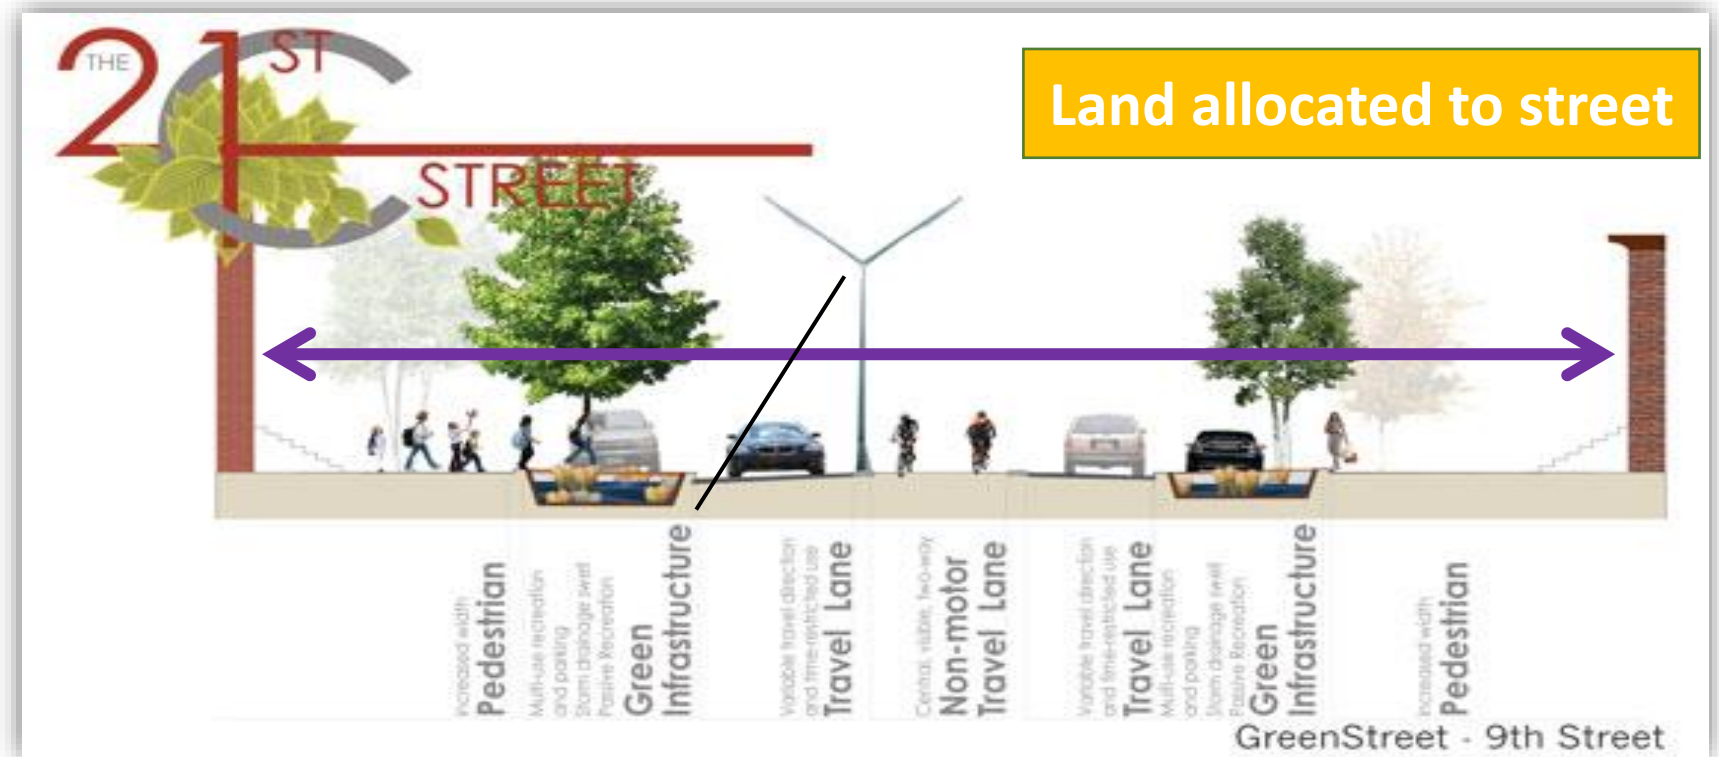 THE 21ST
C
STREET
Land allocated to street
increased width
Pedestrian
Multi-use recreation
and parking
Storm drainage swell
Passive Recreation
Green
Infrastructure
Variable travel direction
and time-restricted use
Travel Lane
Central, visible, two-way
Non-motor
Travel Lane
Variable travel direction
and time-restricted use
Travel Lane
Multi-use recreation
and parking
Storm drainage swell
Passive Recreation
Green
Infrastructure
increased width
Pedestrian
GreenStreet - 9th Street